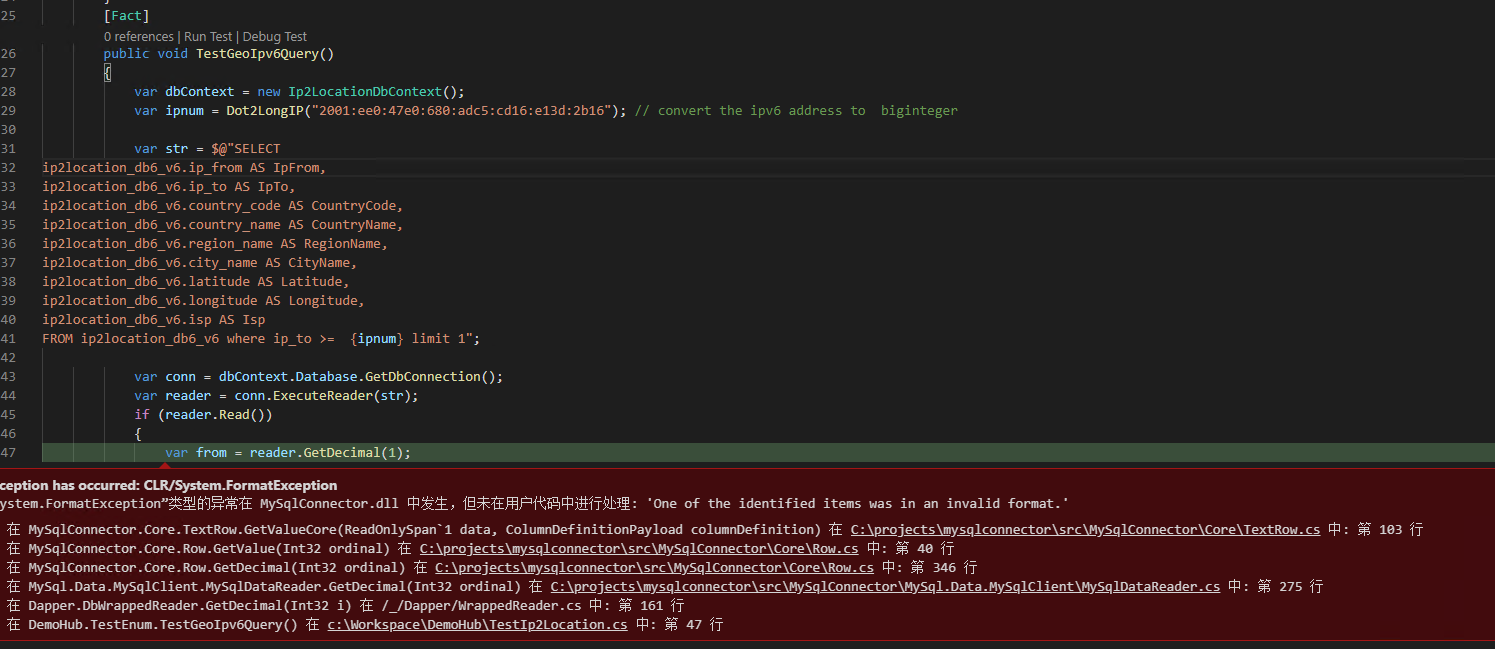 25 [Fact]
0 references | Run Test | Debug Test
26 public void TestGeoIpv6Query()
27 {
28 var dbContext = new Ip2LocationDbContext();
29 var ipnum = Dot2LongIP("2001:ee0:47e0:680:adc5:cd16:e13d:2b16"); // convert the ipv6 address to  biginteger
30
31 var str = $@"SELECT
32 ip2location_db6_v6.ip_from AS IpFrom,
33 ip2location_db6_v6.ip_to AS IpTo,
34 ip2location_db6_v6.country_code AS CountryCode,
35 ip2location_db6_v6.country_name AS CountryName,
36 ip2location_db6_v6.region_name AS RegionName,
37 ip2location_db6_v6.city_name AS CityName,
38 ip2location_db6_v6.latitude AS Latitude,
39 ip2location_db6_v6.longitude AS Longitude,
40 ip2location_db6_v6.isp AS Isp
41 FROM ip2location_db6_v6 where ip_to >=  {ipnum} limit 1";
42
43 var conn = dbContext.Database.GetDbConnection();
44 var reader = conn.ExecuteReader(str);
45 if (reader.Read())
46 {
47 var from = reader.GetDecimal(1);
ception has occurred: CLR/System.FormatException
ystem.FormatException”类型的异常在 MySqlConnector.dll 中发生，但未在用户代码中进行处理: 'One of the identified items was in an invalid format.'
在 MySqlConnector.Core.TextRow.GetValueCore(ReadOnlySpan`1 data, ColumnDefinitionPayload columnDefinition) 在 C:\projects\mysqlconnector\src\MySqlConnector\Core\TextRow.cs 中: 第 103 行
在 MySqlConnector.Core.Row.GetValue(Int32 ordinal) 在 C:\projects\mysqlconnector\src\MySqlConnector\Core\Row.cs 中: 第 40 行
在 MySqlConnector.Core.Row.GetDecimal(Int32 ordinal) 在 C:\projects\mysqlconnector\src\MySqlConnector\Core\Row.cs 中: 第 346 行
在 MySql.Data.MySqlClient.MySqlDataReader.GetDecimal(Int32 ordinal) 在 C:\projects\mysqlconnector\src\MySqlConnector\MySql.Data.MySqlClient\MySqlDataReader.cs 中: 第 275 行
在 Dapper.DbWrappedReader.GetDecimal(Int32 i) 在 /_/Dapper/WrappedReader.cs 中: 第 161 行
在 DemoHub.TestEnum.TestGeoIpv6Query() 在 c:\Workspace\DemoHub\TestIp2Location.cs 中: 第 47 行